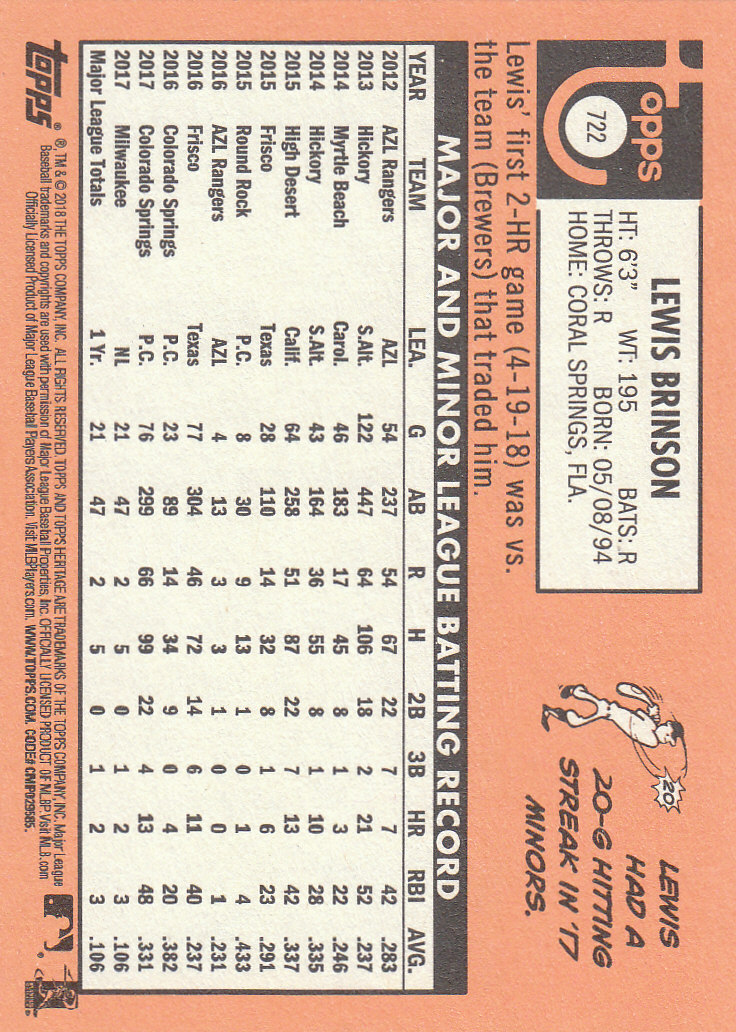 topps
722
LEWIS BRINSON
HT: 6'3" WT: 195 BATS: R
THROWS: R BORN: 05/08/94
HOME: CORAL SPRINGS, FLA.
20
LEWIS
HAD A
20-G HITTING
STREAK IN '17
MINORS.
Lewis' first 2-HR game (4-19-18) was vs.
the team (Brewers) that traded him.
MAJOR AND MINOR LEAGUE BATTING RECORD
YEAR TEAM LEA. G AB R H 2B 3B HR RBI AVG.
2012 AZL Rangers AZL 54 237 54 67 22 7 7 42 .283
2013 Hickory S.Atl. 122 447 64 106 18 2 21 52 .237
2014 Myrtle Beach Carol. 46 183 17 45 8 1 3 22 .246
2014 Hickory S.Atl. 43 164 36 55 8 1 10 28 .335
2015 High Desert Calif. 64 258 51 87 22 7 13 42 .337
2015 Frisco Texas 28 110 14 32 8 1 6 23 .291
2015 Round Rock P.C. 8 30 9 13 1 0 1 4 .433
2016 AZL Rangers AZL 4 13 3 3 1 0 0 1 .231
2016 Frisco Texas 77 304 46 72 14 6 11 40 .237
2016 Colorado Springs P.C. 23 89 14 34 9 0 4 20 .382
2017 Colorado Springs P.C. 76 299 66 99 22 4 13 48 .331
2017 Milwaukee NL 21 47 2 5 0 1 2 3 .106
Major League Totals 1 Yr. 21 47 2 5 0 1 2 3 .106
topps ® ®, TM & © 2018 THE TOPPS COMPANY, INC. ALL RIGHTS RESERVED. TOPPS AND TOPPS HERITAGE ARE TRADEMARKS OF THE TOPPS COMPANY, INC. Major League
Baseball trademarks and copyrights are used with permission of Major League Baseball Properties, Inc. OFFICIALLY LICENSED PRODUCT OF MLBP Visit MLB.com
Officially Licensed Product of Major League Baseball Players Association. Visit MLBPlayers.com. WWW.TOPPS.COM. CODE# CMP029585.